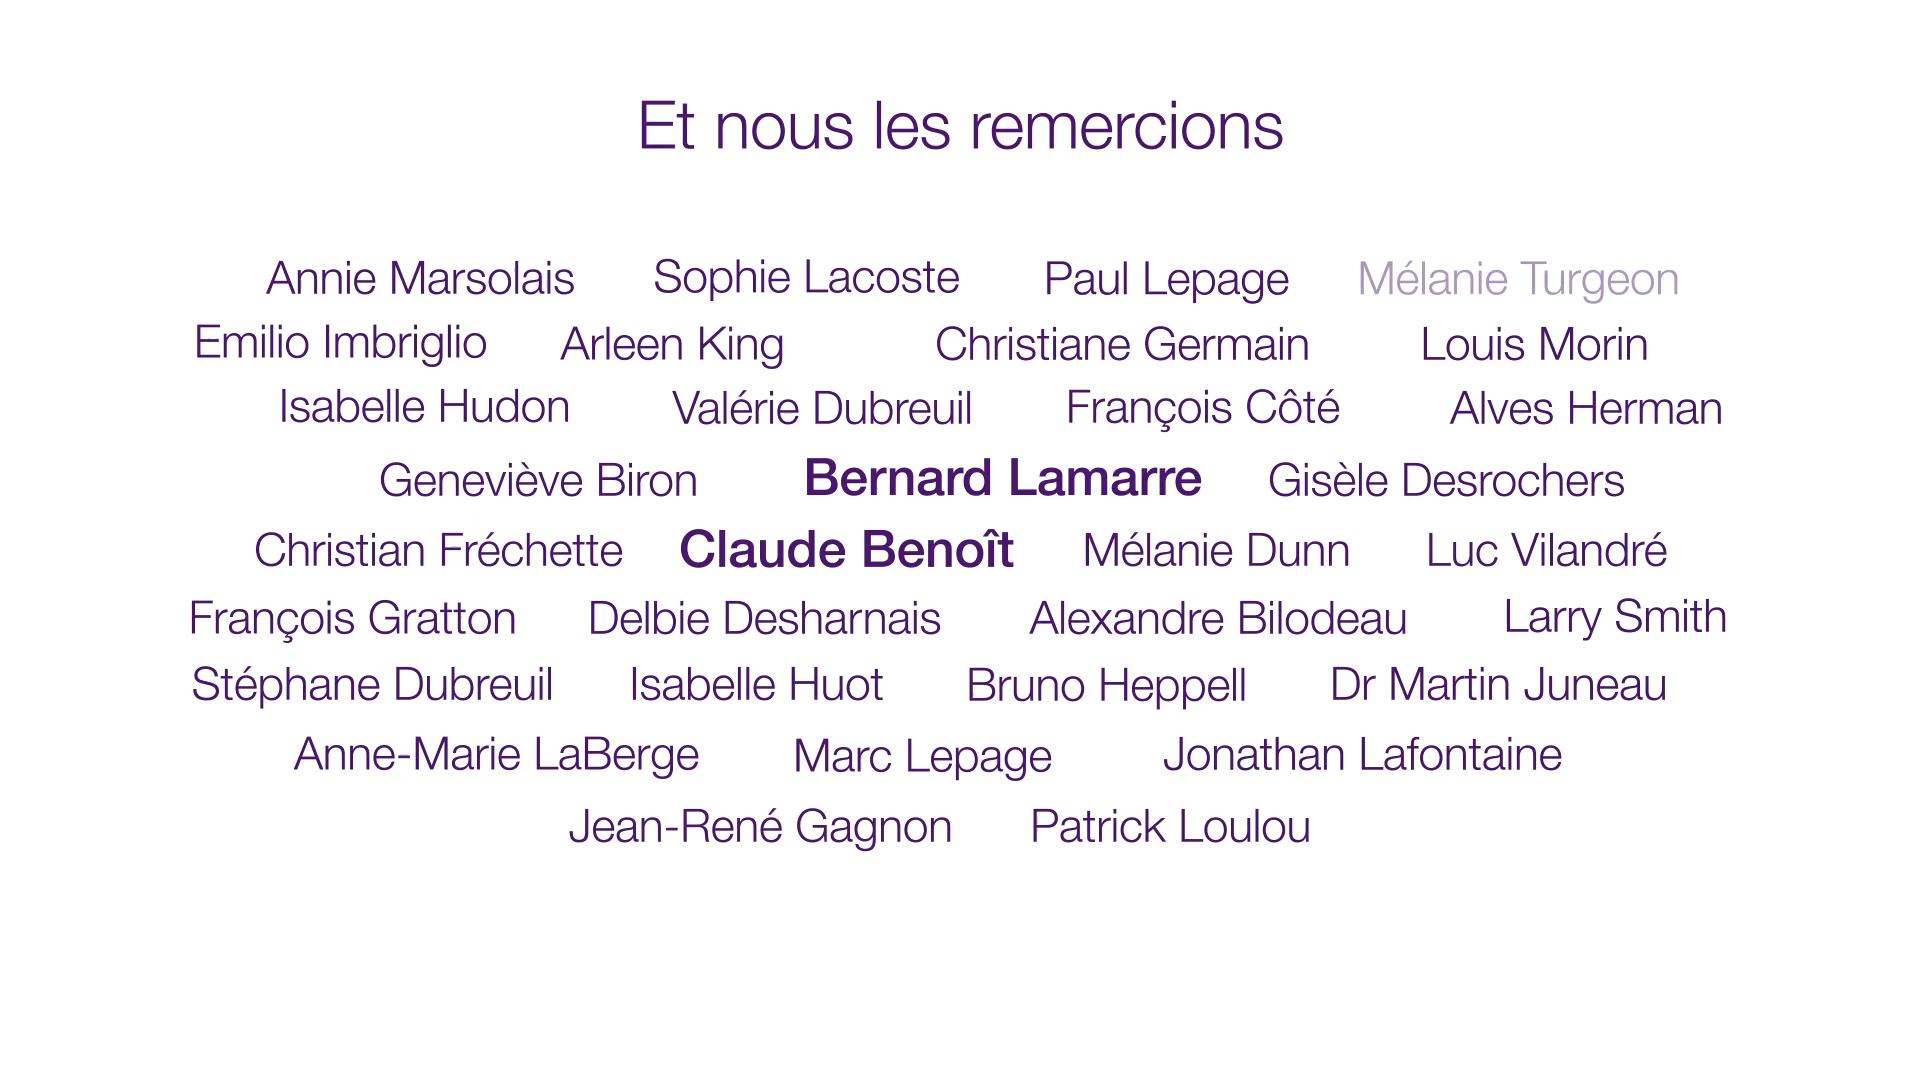 Et nous les remercions
Annie Marsolais Sophie Lacoste Paul Lepage Mélanie Turgeon
Emilio Imbriglio Arleen King Christiane Germain Louis Morin
Isabelle Hudon Valérie Dubreuil François Côté Alves Herman
Geneviève Biron Bernard Lamarre Gisèle Desrochers
Christian Fréchette Claude Benoît Mélanie Dunn Luc Vilandré
François Gratton Delbie Desharnais Alexandre Bilodeau Larry Smith
Stéphane Dubreuil Isabelle Huot Bruno Heppell Dr Martin Juneau
Anne-Marie LaBerge Marc Lepage Jonathan Lafontaine
Jean-René Gagnon Patrick Loulou